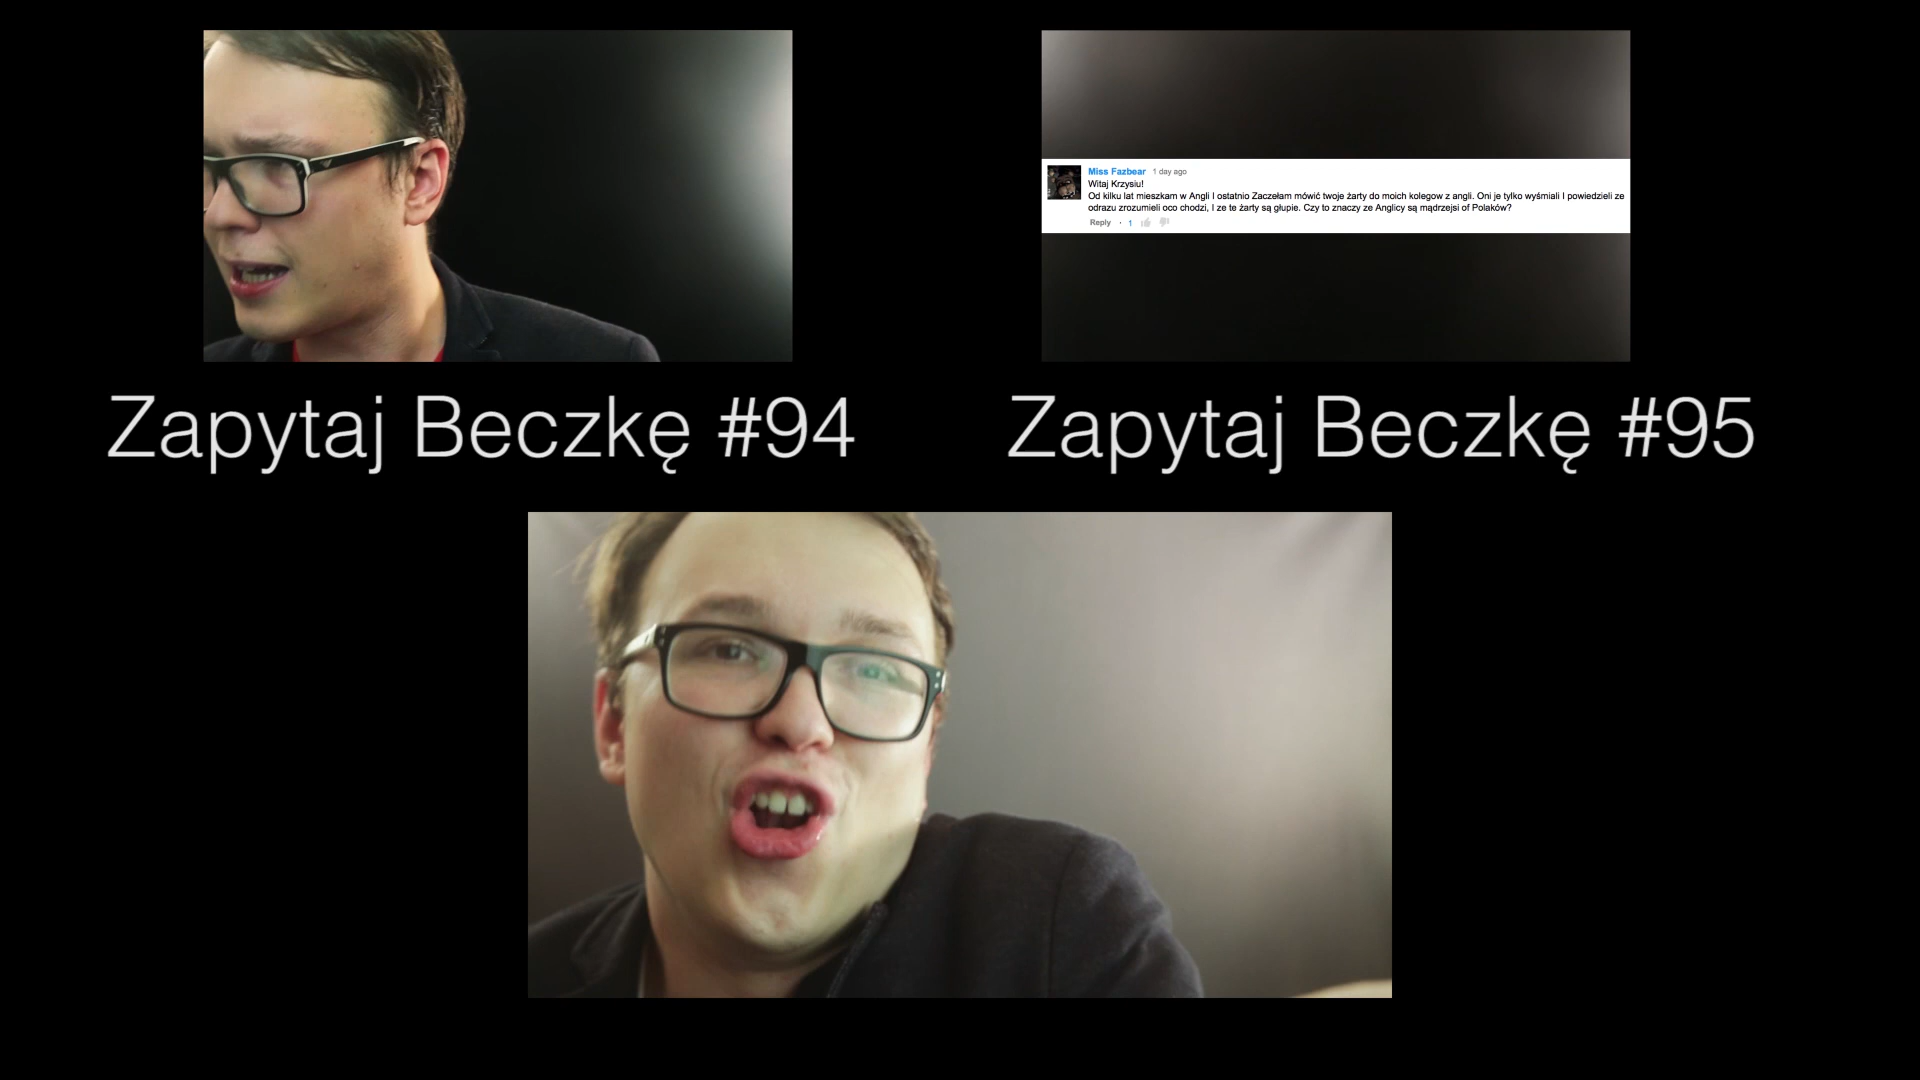 Miss Fazbear 1 day ago
Witaj Krzysiu!
Od kilku lat mieszkam w Angli I ostatnio Zaczełam mówić twoje żarty do moich kolegow z angli. Oni je tylko wyśmiali I powiedzieli ze
odrazu zrozumieli oco chodzi, I ze te żarty są głupie. Czy to znaczy ze Anglicy są mądrzejsi of Polaków?
Reply · 1
Zapytaj Beczkę #94
Zapytaj Beczkę #95